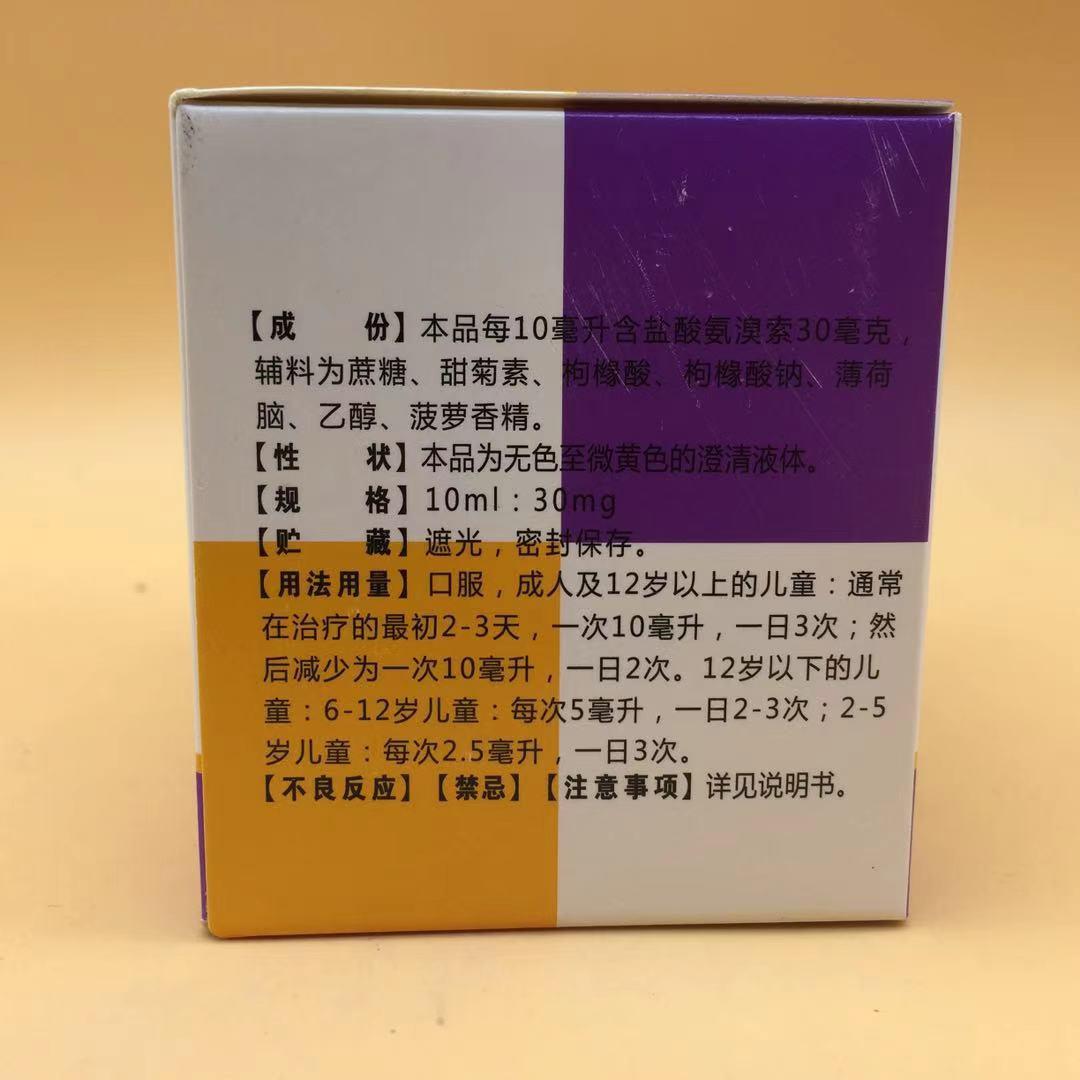 【成 份】本品每10毫升含盐酸氨溴索30毫克，
辅料为蔗糖、甜菊素、枸橼酸、枸橼酸钠、薄荷
脑、乙醇、菠萝香精。
【性 状】本品为无色至微黄色的澄清液体。
【规 格】10ml：30mg
【贮 藏】遮光，密封保存。
【用法用量】口服，成人及12岁以上的儿童：通常
在治疗的最初2-3天，一次10毫升，一日3次；然
后减少为一次10毫升，一日2次。12岁以下的儿
童：6-12岁儿童：每次5毫升，一日2-3次；2-5
岁儿童：每次2.5毫升，一日3次。
【不良反应】【禁忌】【注意事项】详见说明书。